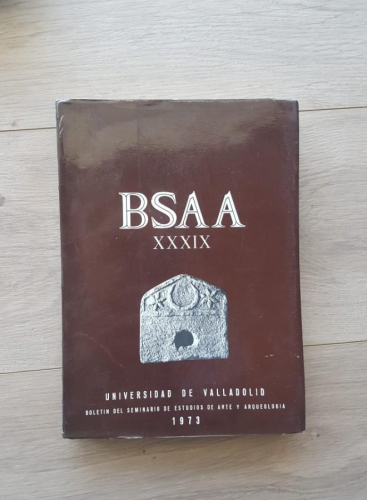 BSAA
XXXIX
UNIVERSIDAD DE VALLADOLID
BOLETIN DEL SEMINARIO DE ESTUDIOS DE ARTE Y ARQUEOLOGIA
1973